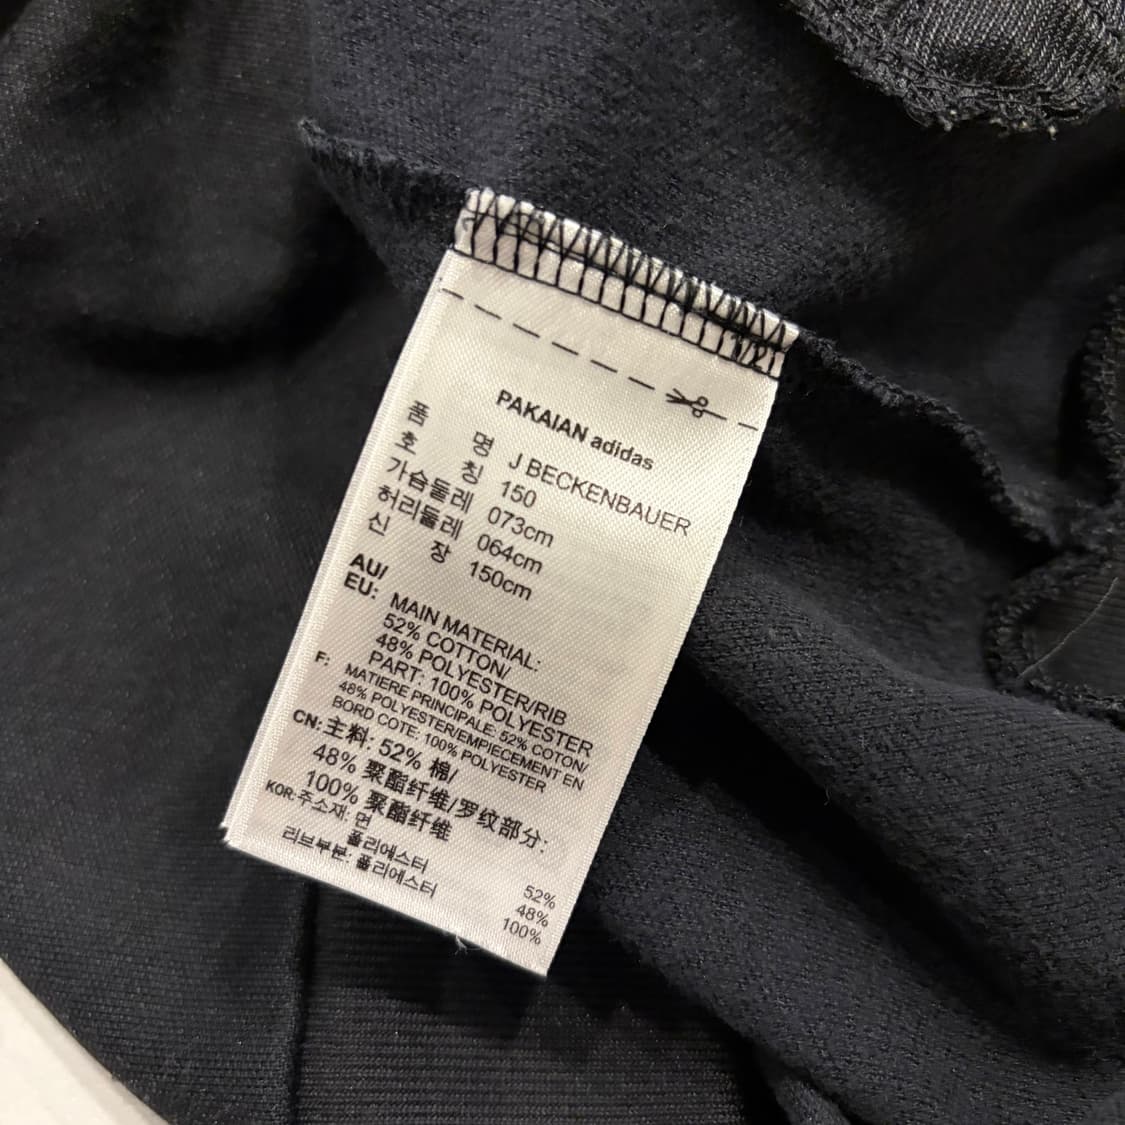 PAKAIAN adidas
품 명 J BECKENBAUER
호 칭 150
가슴둘레 073cm
허리둘레 064cm
신 장 150cm
AU/
EU: MAIN MATERIAL:
52% COTTON/
48% POLYESTER/RIB
PART: 100% POLYESTER
F: MATIERE PRINCIPALE: 52% COTON/
48% POLYESTER/EMPIECEMENT EN
BORD COTE: 100% POLYESTER
CN: 主料: 52% 棉/
48% 聚酯纤维/罗纹部分:
100% 聚酯纤维
KOR: 주소재: 면 52%
폴리에스터 48%
리브부분: 폴리에스터 100%